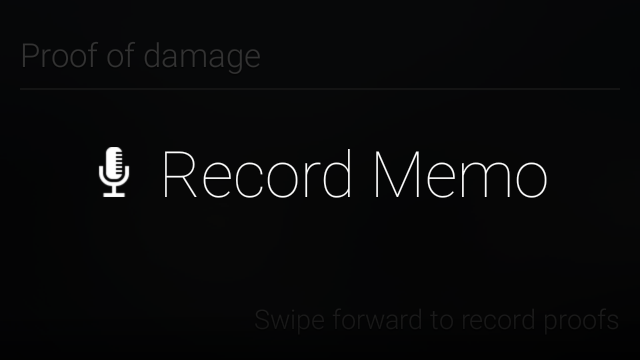 Proof of damage
Record Memo
Swipe forward to record proofs